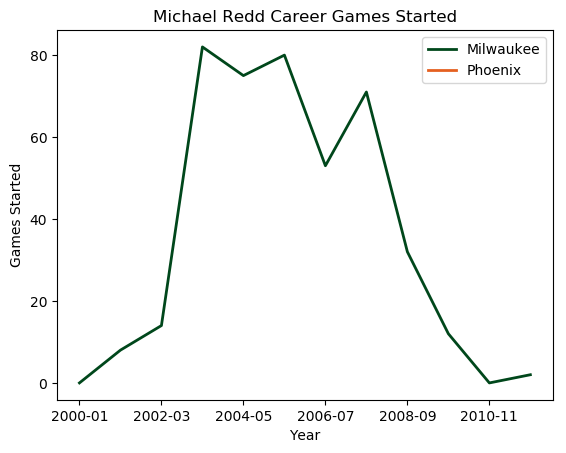 Michael Redd Career Games Started
Milwaukee
Phoenix
80
60
40
20
0
Games Started
2000-01 2002-03 2004-05 2006-07 2008-09 2010-11
Year